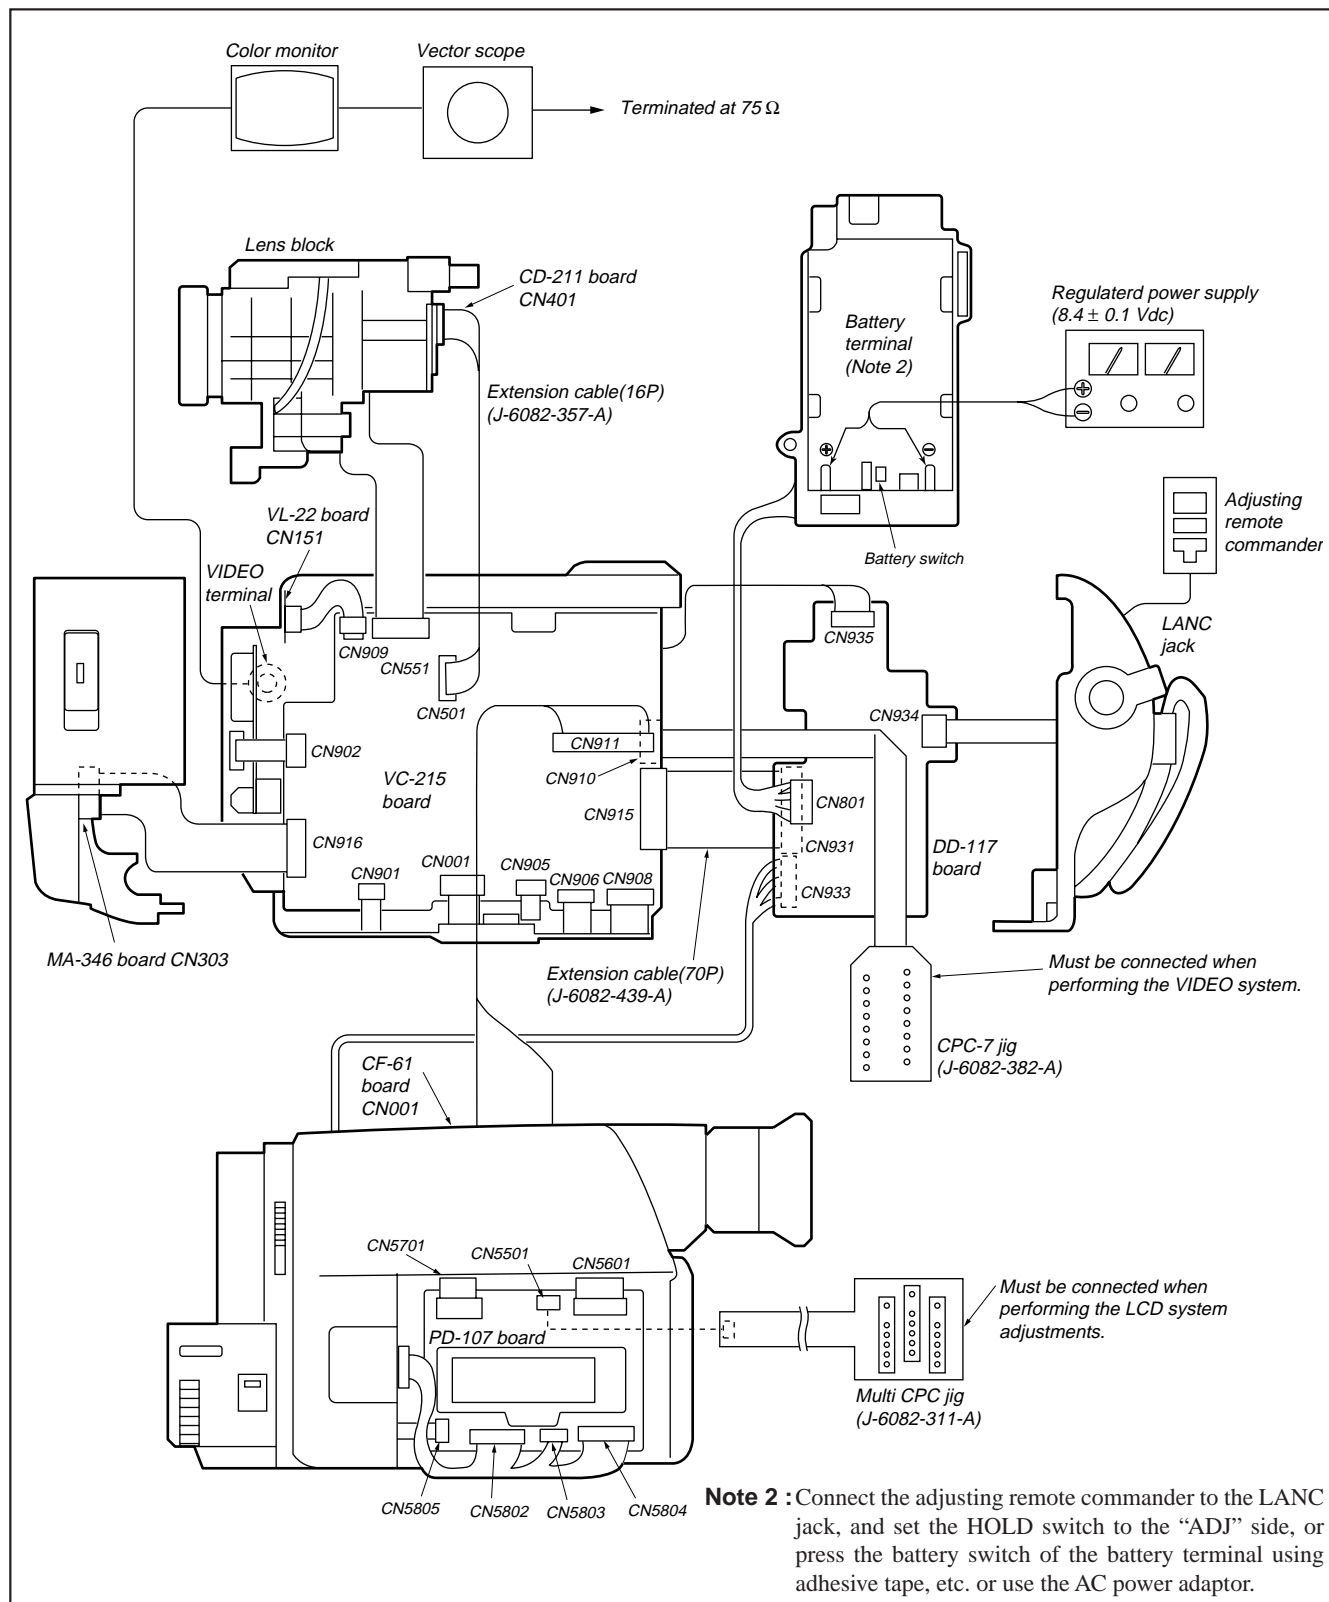 Color monitor
Vector scope
Terminated at 75 Ω
Lens block
CD-211 board
CN401
Extension cable(16P)
(J-6082-357-A)
Battery
terminal
(Note 2)
Regulaterd power supply
(8.4 ± 0.1 Vdc)
Battery switch
Adjusting
remote
commander
LANC
jack
VL-22 board
CN151
VIDEO
terminal
CN909
CN551
CN501
CN935
CN934
CN902
CN911
CN910
VC-215
board
CN915
CN801
CN931
CN916
DD-117
board
CN901
CN001
CN905
CN906
CN908
CN933
MA-346 board CN303
Extension cable(70P)
(J-6082-439-A)
Must be connected when
performing the VIDEO system.
CPC-7 jig
(J-6082-382-A)
CF-61
board
CN001
CN5701
CN5501
CN5601
PD-107 board
Must be connected when
performing the LCD system
adjustments.
Multi CPC jig
(J-6082-311-A)
CN5805
CN5802
CN5803
CN5804
Note 2 : Connect the adjusting remote commander to the LANC
jack, and set the HOLD switch to the “ADJ” side, or
press the battery switch of the battery terminal using
adhesive tape, etc. or use the AC power adaptor.